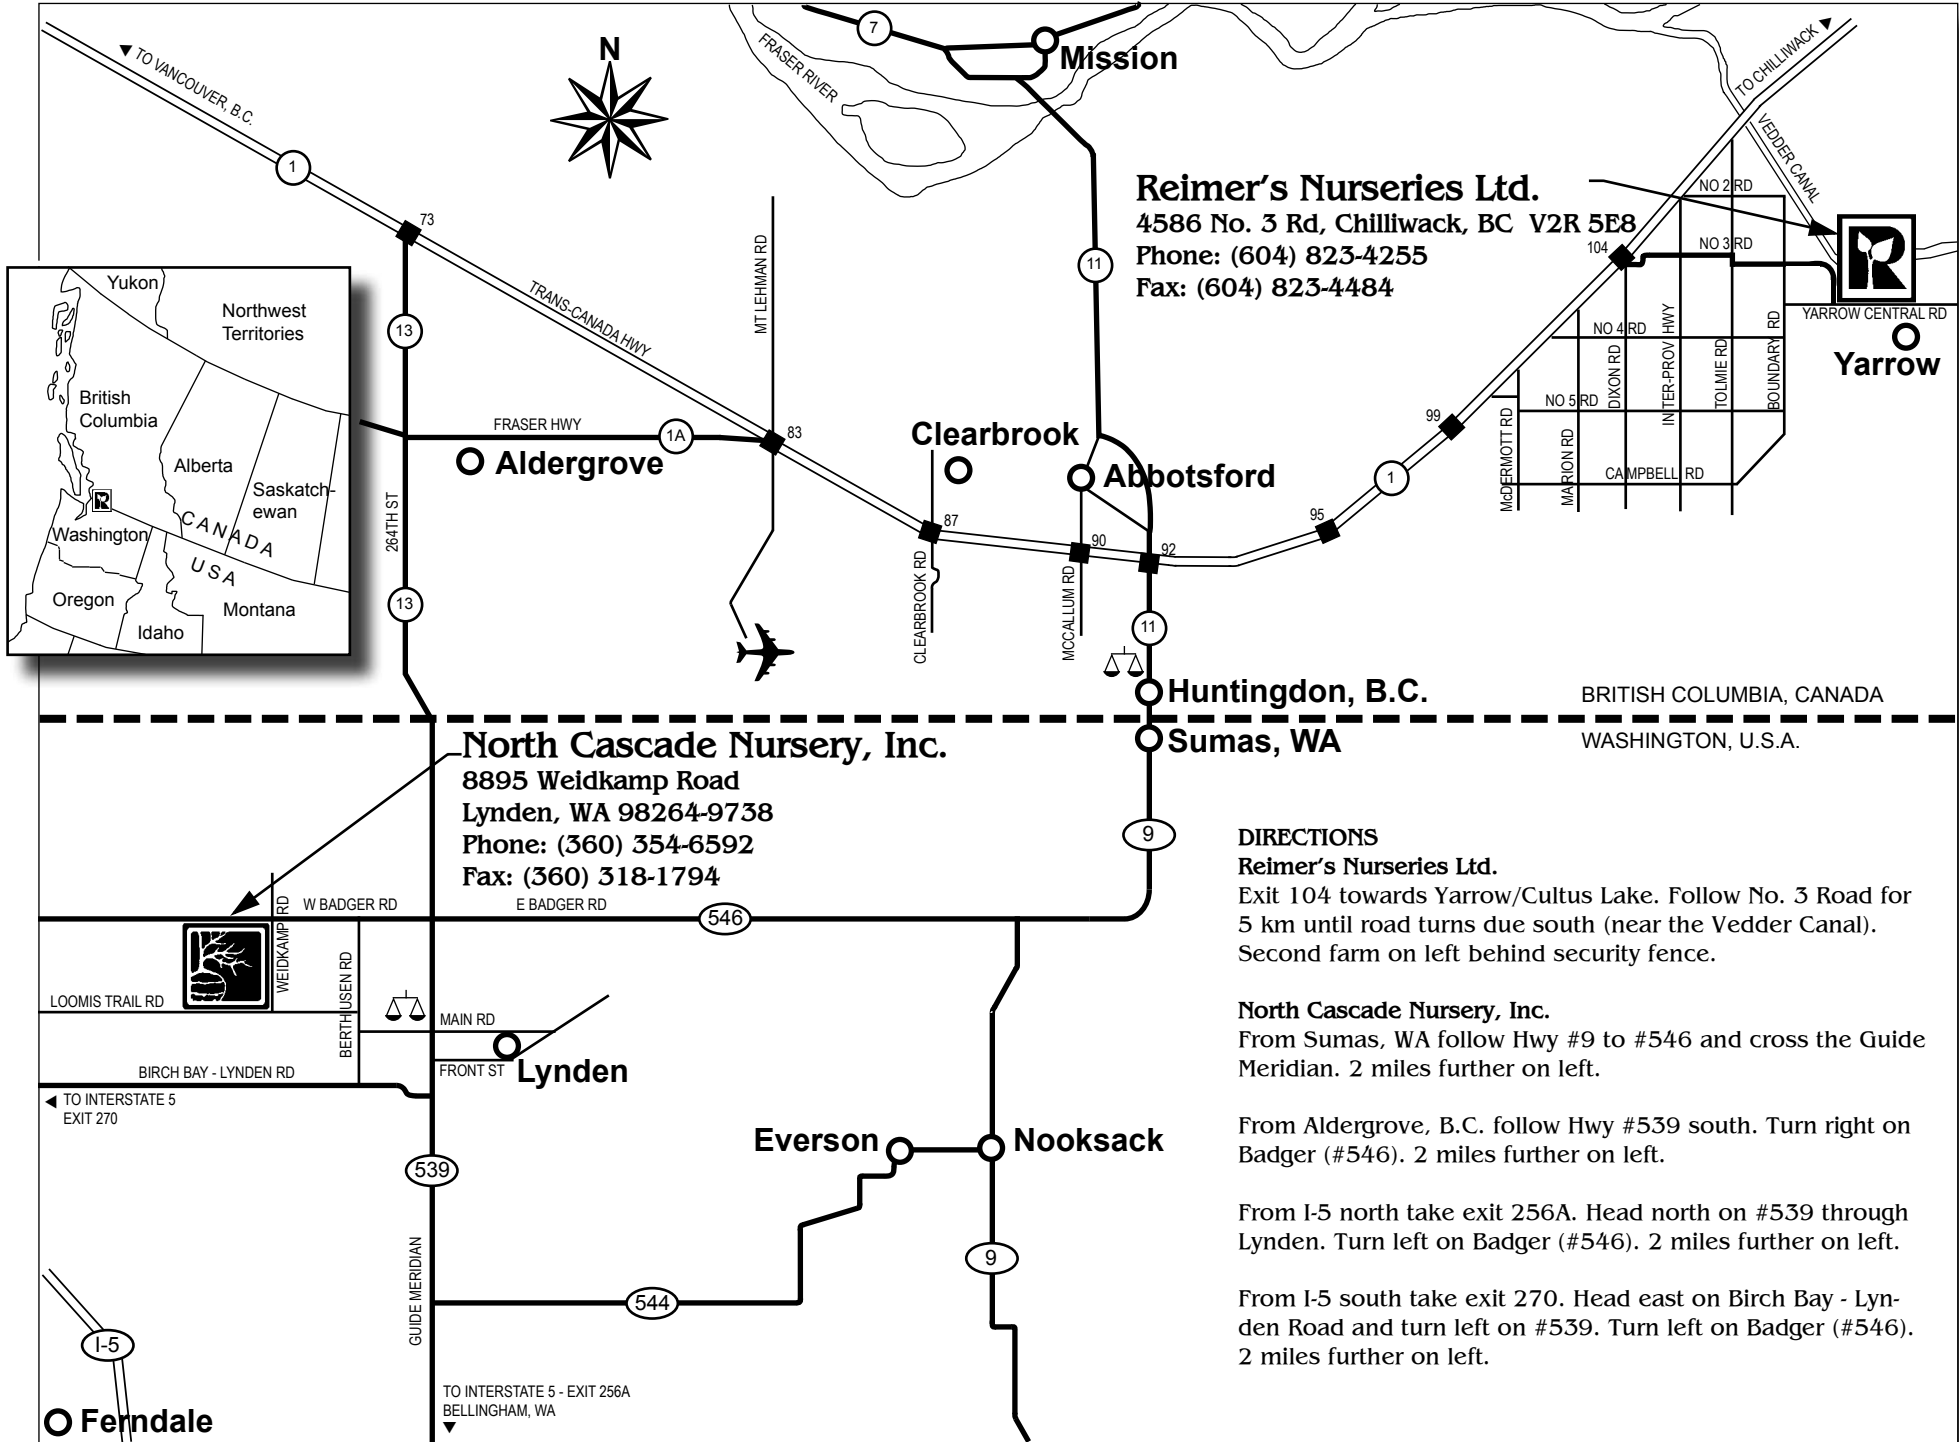 7
Mission
FRASER RIVER
TO VANCOUVER, B.C.
N
TO CHILLIWACK
VEDDER CANAL
1
73
Reimer's Nurseries Ltd.
4586 No. 3 Rd, Chilliwack, BC  V2R 5E8
Phone: (604) 823-4255
Fax: (604) 823-4484
NO 2 RD
NO 3 RD
104
R
YARROW CENTRAL RD
Yarrow
NO 4 RD
NO 5 RD
CAMPBELL RD
McDERMOTT RD
MARION RD
DIXON RD
INTER-PROV HWY
TOLMIE RD
BOUNDARY RD
11
MT LEHMAN RD
TRANS-CANADA HWY
13
FRASER HWY
1A
83
Aldergrove
264TH ST
13
Clearbrook
Abbotsford
87
90
92
95
99
1
CLEARBROOK RD
MCCALLUM RD
11
Yukon
Northwest
Territories
British
Columbia
Alberta
Saskatch-
ewan
R
CANADA
USA
Washington
Oregon
Idaho
Montana
Huntingdon, B.C.
BRITISH COLUMBIA, CANADA
Sumas, WA
WASHINGTON, U.S.A.
North Cascade Nursery, Inc.
8895 Weidkamp Road
Lynden, WA 98264-9738
Phone: (360) 354-6592
Fax: (360) 318-1794
9
W BADGER RD
E BADGER RD
546
WEIDKAMP RD
BERTHUSEN RD
LOOMIS TRAIL RD
MAIN RD
FRONT ST
Lynden
BIRCH BAY - LYNDEN RD
TO INTERSTATE 5
EXIT 270
Everson
Nooksack
539
GUIDE MERIDIAN
9
544
I-5
Ferndale
TO INTERSTATE 5 - EXIT 256A
BELLINGHAM, WA
DIRECTIONS
Reimer's Nurseries Ltd.
Exit 104 towards Yarrow/Cultus Lake. Follow No. 3 Road for
5 km until road turns due south (near the Vedder Canal).
Second farm on left behind security fence.
North Cascade Nursery, Inc.
From Sumas, WA follow Hwy #9 to #546 and cross the Guide
Meridian. 2 miles further on left.
From Aldergrove, B.C. follow Hwy #539 south. Turn right on
Badger (#546). 2 miles further on left.
From I-5 north take exit 256A. Head north on #539 through
Lynden. Turn left on Badger (#546). 2 miles further on left.
From I-5 south take exit 270. Head east on Birch Bay - Lyn-
den Road and turn left on #539. Turn left on Badger (#546).
2 miles further on left.